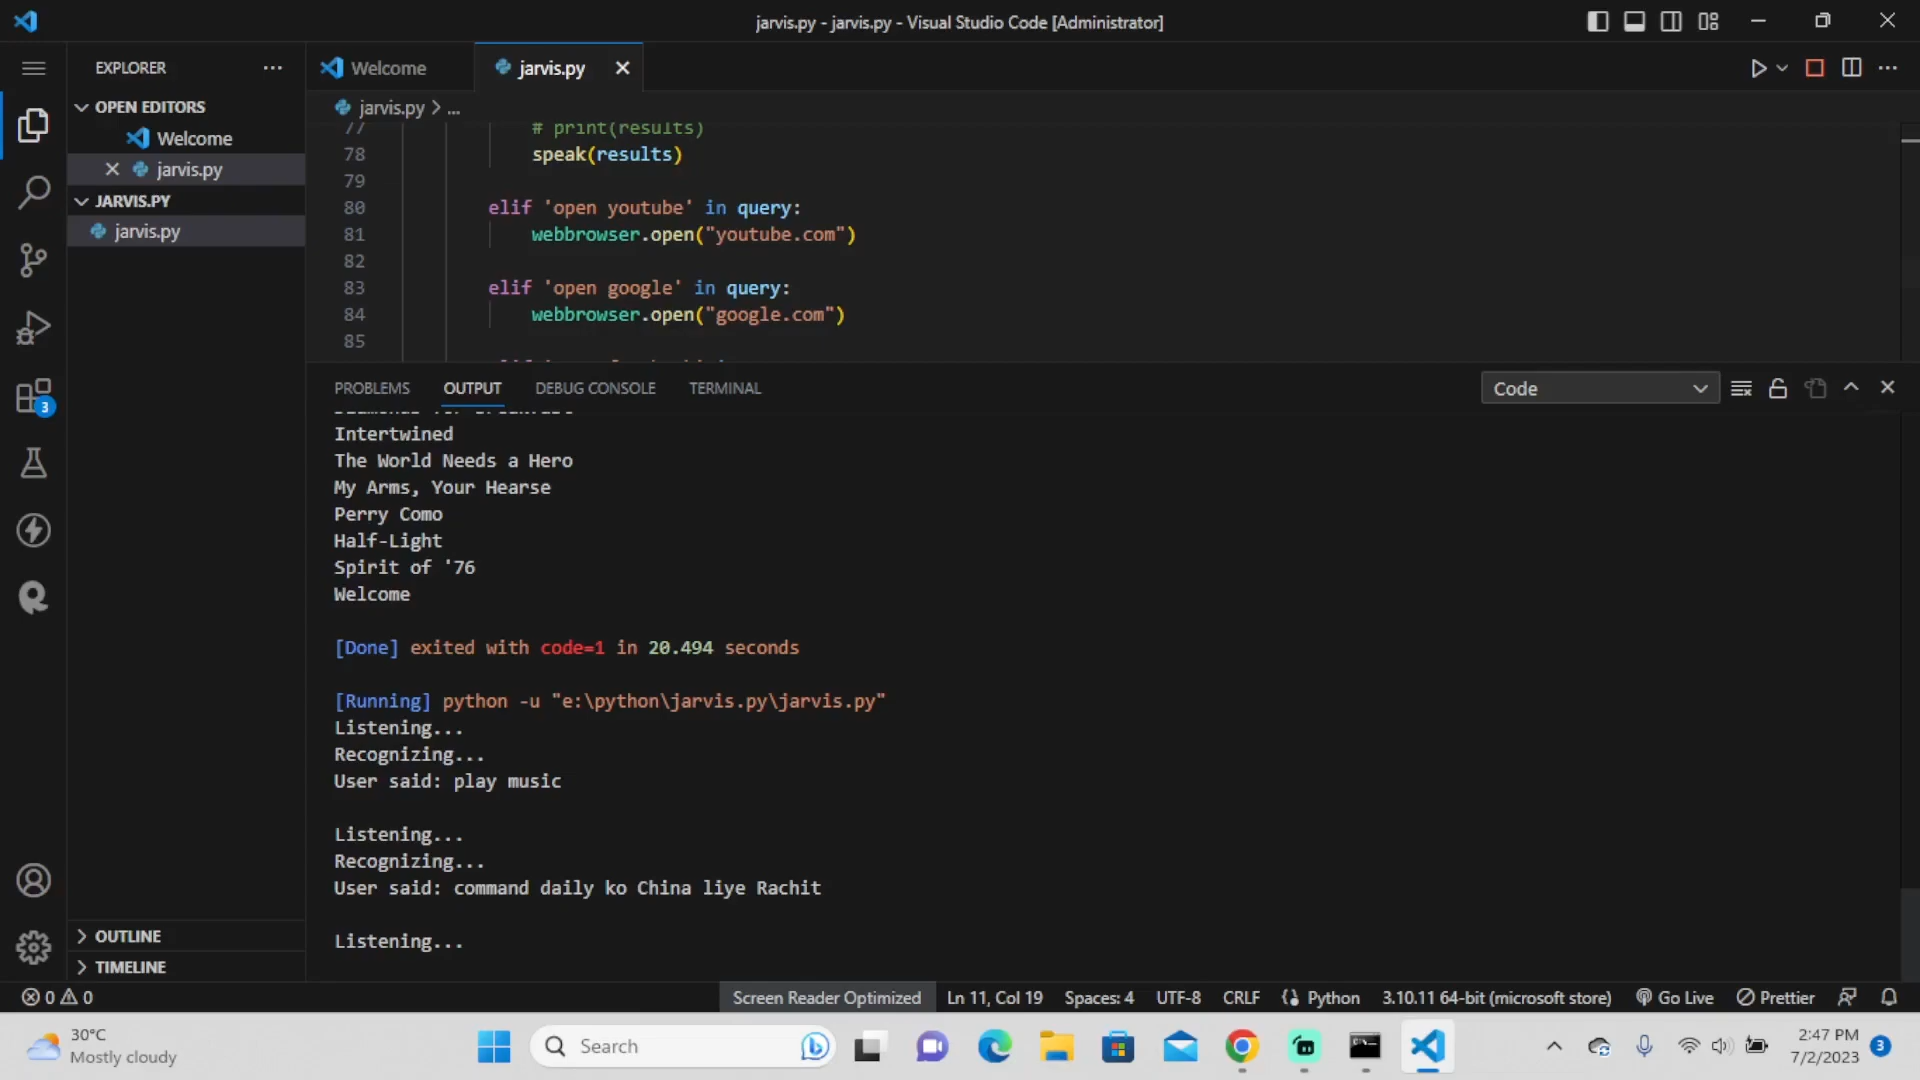 jarvis.py - jarvis.py - Visual Studio Code [Administrator]
EXPLORER
Welcome
jarvis.py
OPEN EDITORS
Welcome
jarvis.py
JARVIS.PY
jarvis.py
jarvis.py > ...
77 # print(results)
78 speak(results)
79
80 elif 'open youtube' in query:
81 webbrowser.open("youtube.com")
82
83 elif 'open google' in query:
84 webbrowser.open("google.com")
85
PROBLEMS OUTPUT DEBUG CONSOLE TERMINAL
Code
Intertwined
The World Needs a Hero
My Arms, Your Hearse
Perry Como
Half-Light
Spirit of '76
Welcome
[Done] exited with code=1 in 20.494 seconds
[Running] python -u "e:\python\jarvis.py\jarvis.py"
Listening...
Recognizing...
User said: play music
Listening...
Recognizing...
User said: command daily ko China liye Rachit
Listening...
3
OUTLINE
TIMELINE
0 0
Screen Reader Optimized Ln 11, Col 19 Spaces: 4 UTF-8 CRLF Python 3.10.11 64-bit (microsoft store) Go Live Prettier
30°C
Mostly cloudy
Search
2:47 PM
7/2/2023
3